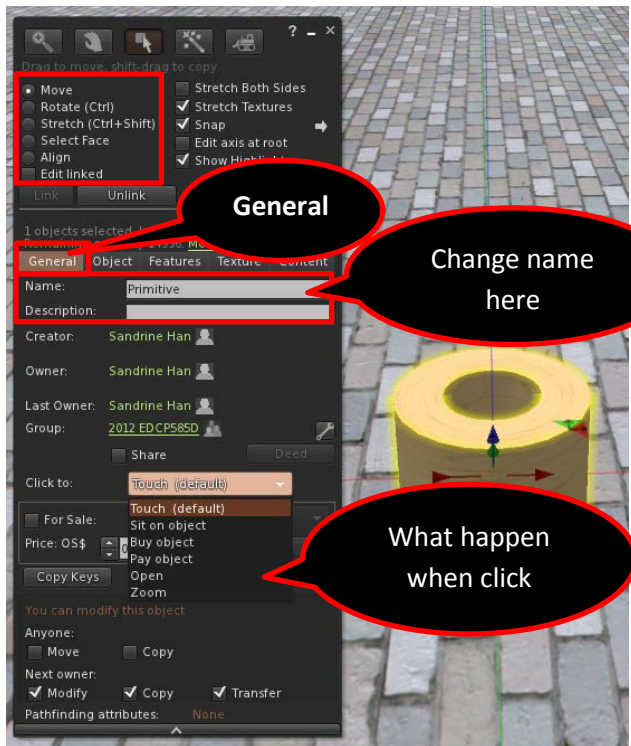 ? – ×
Drag to move, shift-drag to copy
Move
Rotate (Ctrl)
Stretch (Ctrl+Shift)
Select Face
Align
Edit linked
Stretch Both Sides
Stretch Textures
Snap
Edit axis at root
Show Highlight
Link Unlink
General
1 objects selected
General Object Features Texture Content
Name: Primitive
Description:
Change name
here
Creator: Sandrine Han
Owner: Sandrine Han
Last Owner: Sandrine Han
Group: 2012 EDCP585D
Share Deed
Click to: Touch (default)
Touch (default)
Sit on object
Buy object
Pay object
Open
Zoom
For Sale:
Price: OS$
Copy Keys
What happen
when click
You can modify this object
Anyone:
Move Copy
Next owner:
Modify Copy Transfer
Pathfinding attributes: None